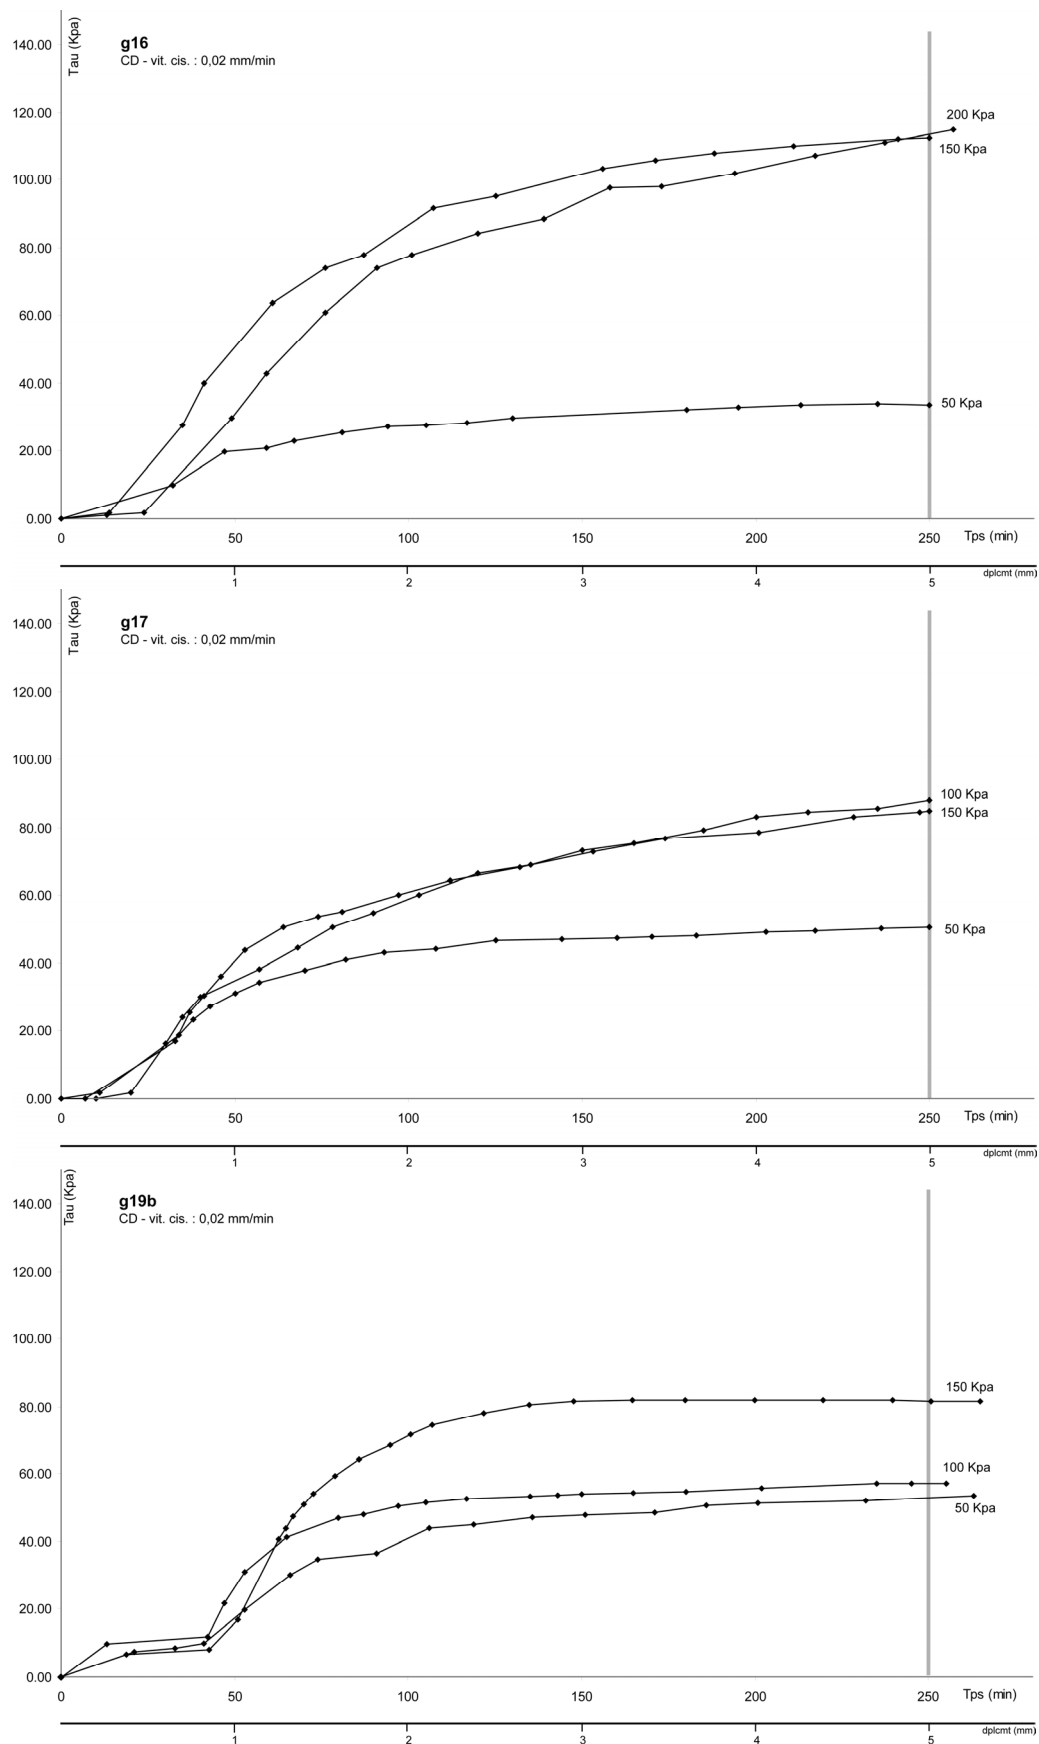 Tau (Kpa)
140.00
g16
CD - vit. cis. : 0,02 mm/min
120.00
200 Kpa
150 Kpa
100.00
80.00
60.00
40.00
50 Kpa
20.00
0.00
0 50 100 150 200 250 Tps (min)
1 2 3 4 5 dplcmt (mm)
Tau (Kpa)
140.00
g17
CD - vit. cis. : 0,02 mm/min
120.00
100.00
100 Kpa
150 Kpa
80.00
60.00
50 Kpa
40.00
20.00
0.00
0 50 100 150 200 250 Tps (min)
1 2 3 4 5 dplcmt (mm)
Tau (Kpa)
140.00
g19b
CD - vit. cis. : 0,02 mm/min
120.00
100.00
150 Kpa
80.00
100 Kpa
60.00
50 Kpa
40.00
20.00
0.00
0 50 100 150 200 250 Tps (min)
1 2 3 4 5 dplcmt (mm)